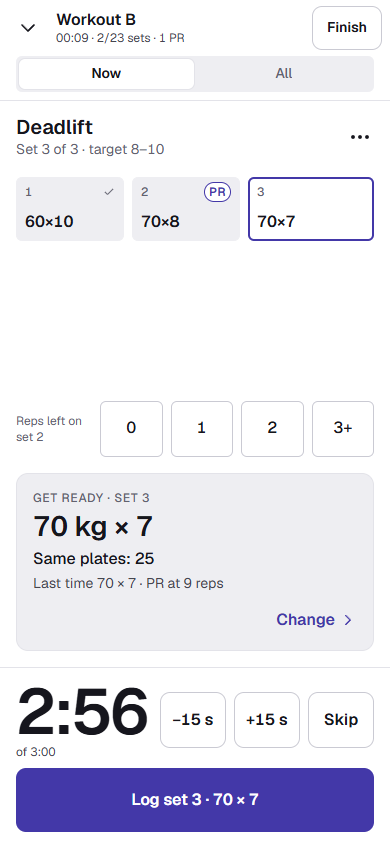 Workout B
00:09 · 2/23 sets · 1 PR
Finish
Now
All
Deadlift
Set 3 of 3 · target 8–10
1
60×10
2
PR
70×8
3
70×7
Reps left on
set 2
0
1
2
3+
GET READY · SET 3
70 kg × 7
Same plates: 25
Last time 70 × 7 · PR at 9 reps
Change
2:56
of 3:00
−15 s
+15 s
Skip
Log set 3 · 70 × 7